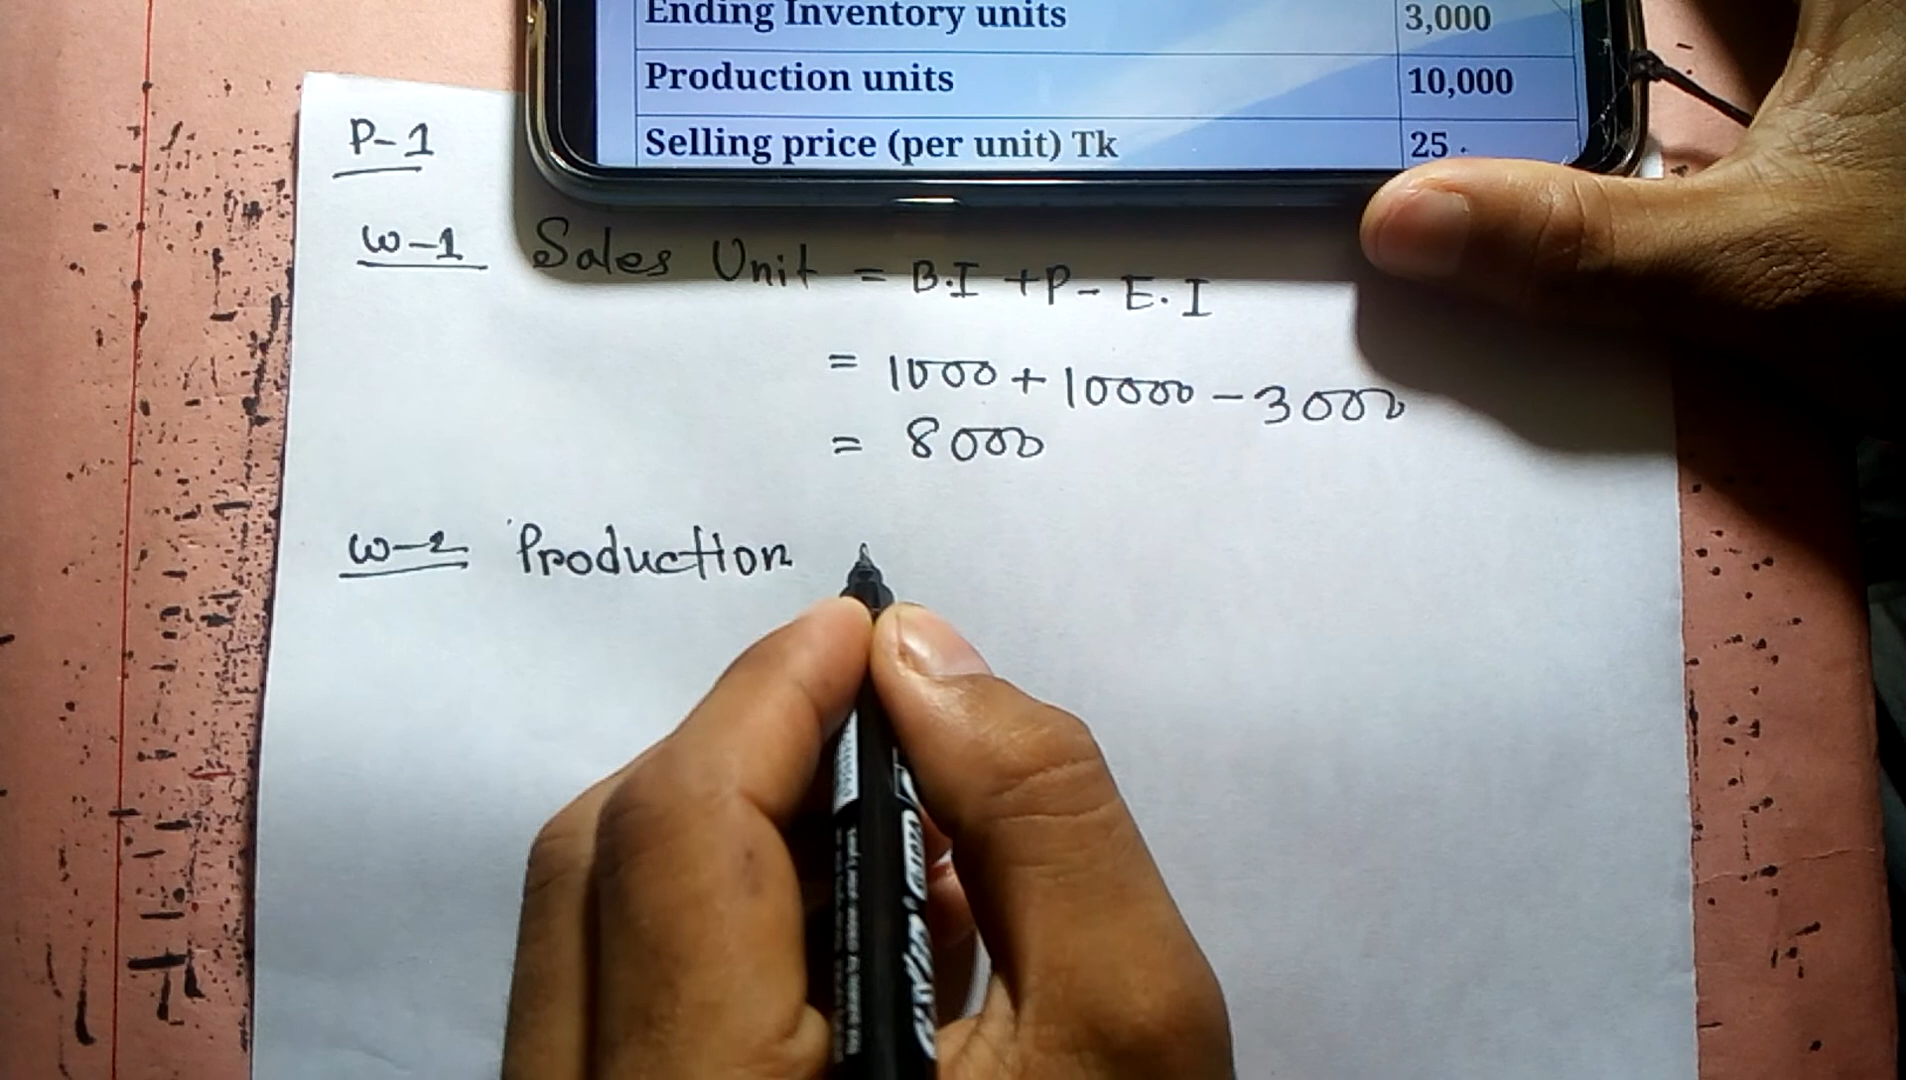 Ending Inventory units 3,000
Production units 10,000
Selling price (per unit) Tk 25
P-1
W-1 Sales Unit = B.I + P - E.I
= 1000 + 10000 - 3000
= 8000
W-2 Production